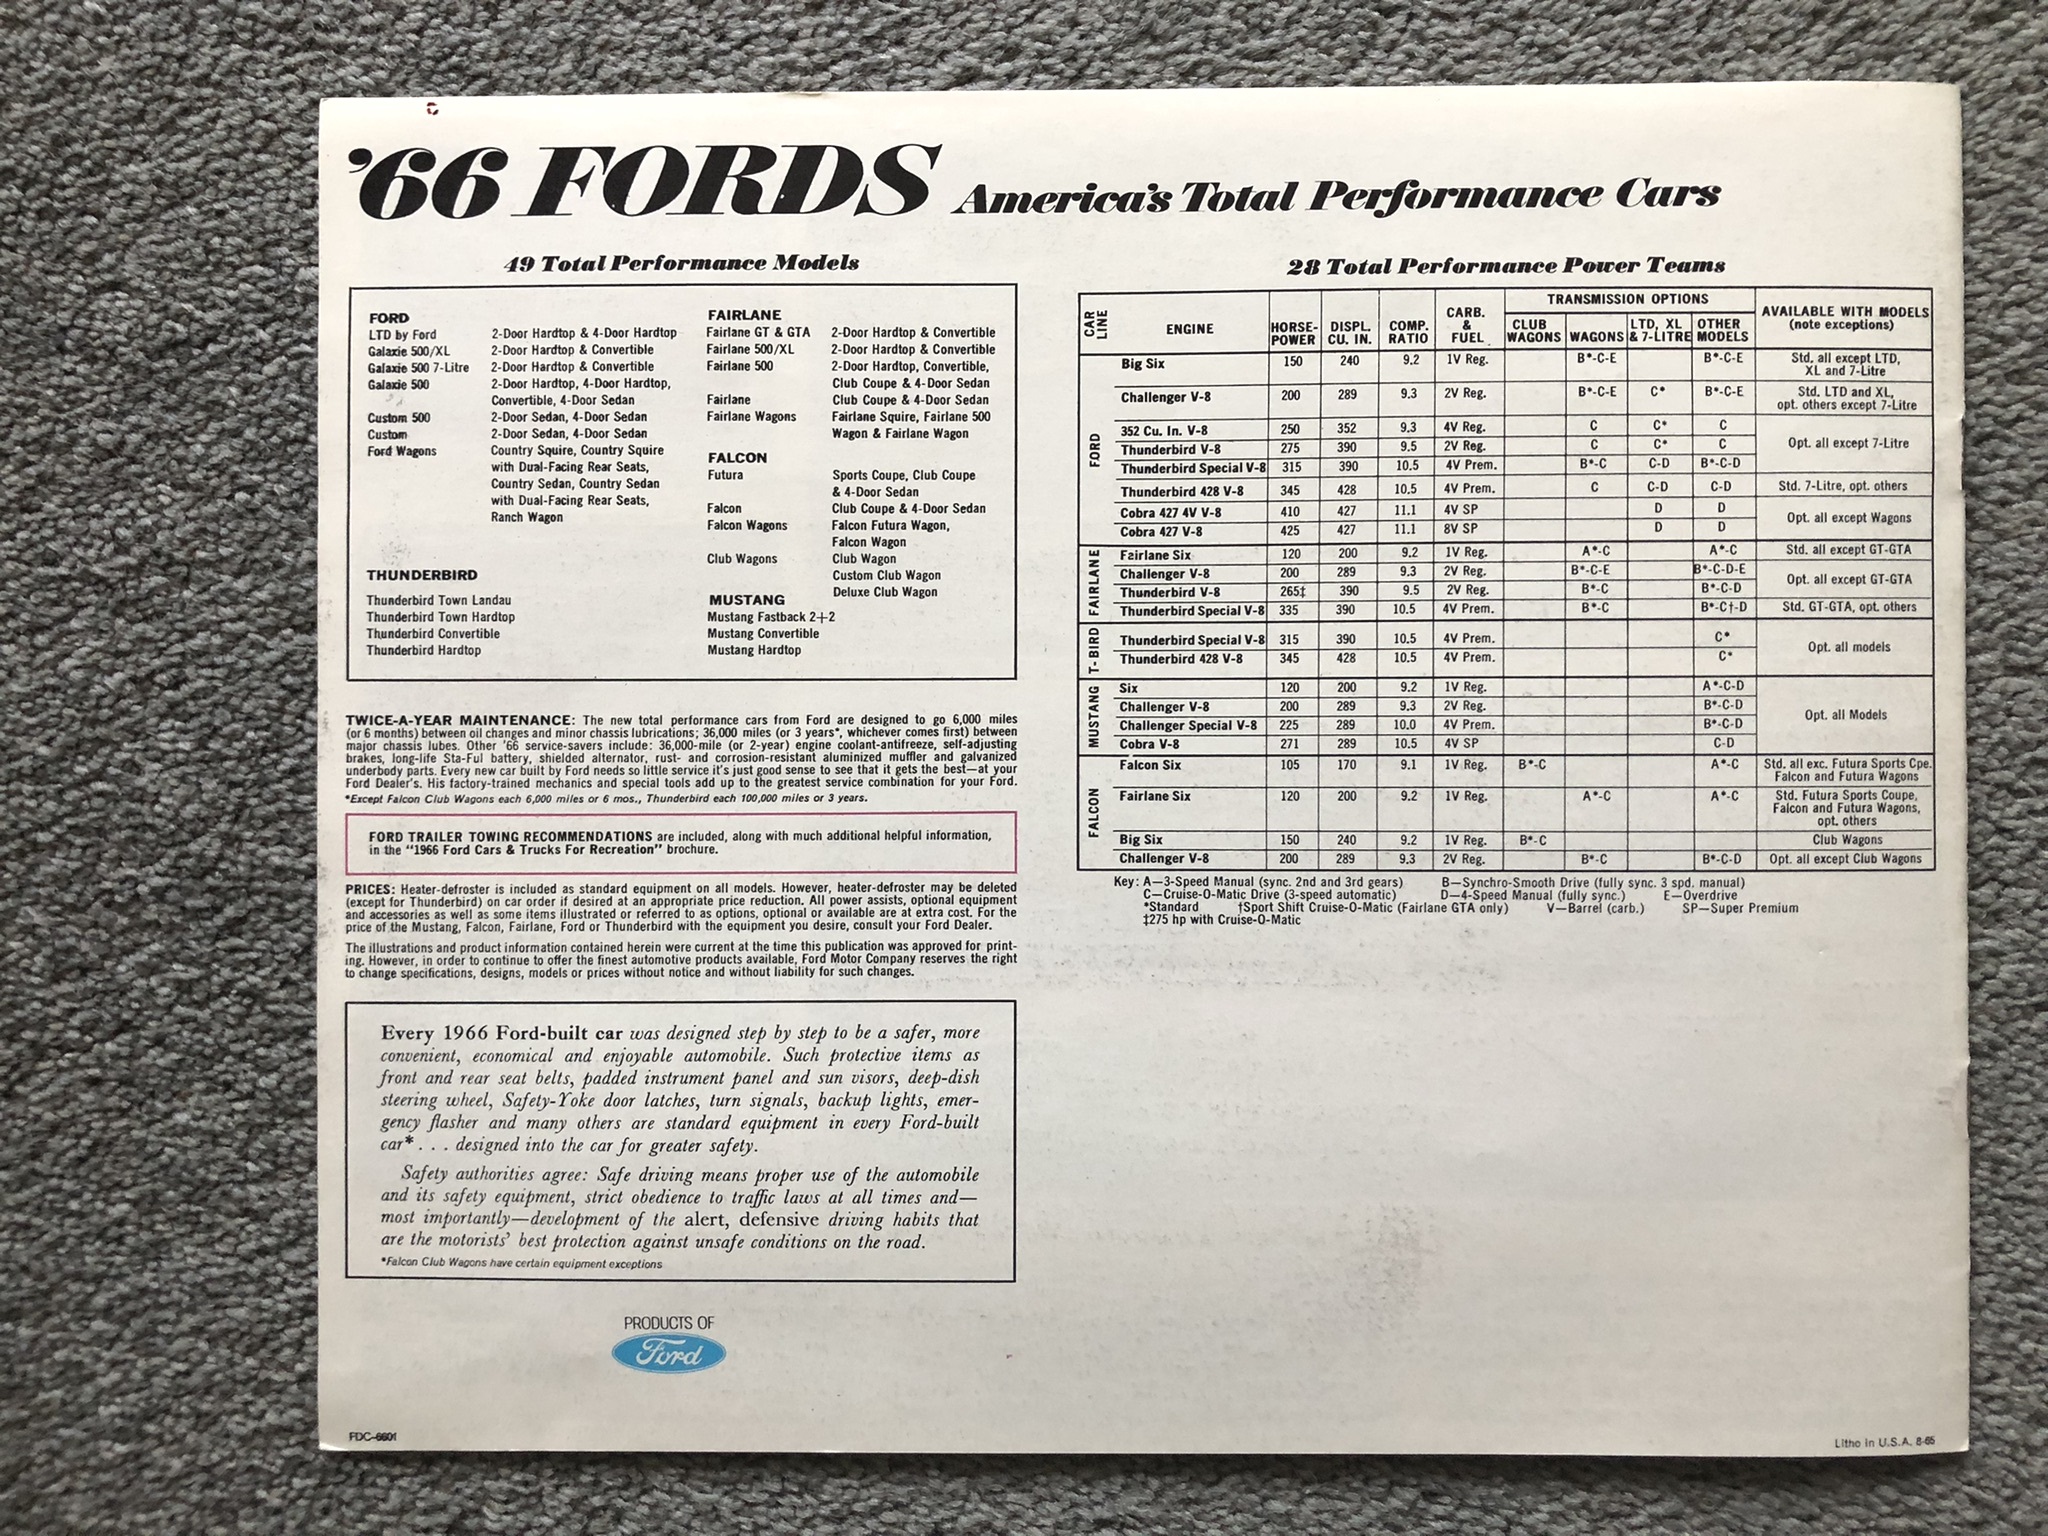 '66 FORDS America's Total Performance Cars
49 Total Performance Models
FORD
LTD by Ford 2-Door Hardtop & 4-Door Hardtop
Galaxie 500/XL 2-Door Hardtop & Convertible
Galaxie 500 7-Litre 2-Door Hardtop & Convertible
Galaxie 500 2-Door Hardtop, 4-Door Hardtop,
Convertible, 4-Door Sedan
Custom 500 2-Door Sedan, 4-Door Sedan
Custom 2-Door Sedan, 4-Door Sedan
Ford Wagons Country Squire, Country Squire
with Dual-Facing Rear Seats,
Country Sedan, Country Sedan
with Dual-Facing Rear Seats,
Ranch Wagon
THUNDERBIRD
Thunderbird Town Landau
Thunderbird Town Hardtop
Thunderbird Convertible
Thunderbird Hardtop
FAIRLANE
Fairlane GT & GTA 2-Door Hardtop & Convertible
Fairlane 500/XL 2-Door Hardtop & Convertible
Fairlane 500 2-Door Hardtop, Convertible,
Club Coupe & 4-Door Sedan
Fairlane Club Coupe & 4-Door Sedan
Fairlane Wagons Fairlane Squire, Fairlane 500
Wagon & Fairlane Wagon
FALCON
Futura Sports Coupe, Club Coupe
& 4-Door Sedan
Falcon Club Coupe & 4-Door Sedan
Falcon Wagons Falcon Futura Wagon,
Falcon Wagon
Club Wagons Club Wagon
Custom Club Wagon
Deluxe Club Wagon
MUSTANG
Mustang Fastback 2+2
Mustang Convertible
Mustang Hardtop
TWICE-A-YEAR MAINTENANCE: The new total performance cars from Ford are designed to go 6,000 miles
(or 6 months) between oil changes and minor chassis lubrications; 36,000 miles (or 3 years*, whichever comes first) between
major chassis lubes. Other '66 service-savers include: 36,000-mile (or 2-year) engine coolant-antifreeze, self-adjusting
brakes, long-life Sta-Ful battery, shielded alternator, rust- and corrosion-resistant aluminized muffler and galvanized
underbody parts. Every new car built by Ford needs so little service it's just good sense to see that it gets the best—at your
Ford Dealer's. His factory-trained mechanics and special tools add up to the greatest service combination for your Ford.
*Except Falcon Club Wagons each 6,000 miles or 6 mos., Thunderbird each 100,000 miles or 3 years.
FORD TRAILER TOWING RECOMMENDATIONS are included, along with much additional helpful information,
in the "1966 Ford Cars & Trucks For Recreation" brochure.
PRICES: Heater-defroster is included as standard equipment on all models. However, heater-defroster may be deleted
(except for Thunderbird) on car order if desired at an appropriate price reduction. All power assists, optional equipment
and accessories as well as some items illustrated or referred to as options, optional or available are at extra cost. For the
price of the Mustang, Falcon, Fairlane, Ford or Thunderbird with the equipment you desire, consult your Ford Dealer.
The illustrations and product information contained herein were current at the time this publication was approved for print-
ing. However, in order to continue to offer the finest automotive products available, Ford Motor Company reserves the right
to change specifications, designs, models or prices without notice and without liability for such changes.
Every 1966 Ford-built car was designed step by step to be a safer, more
convenient, economical and enjoyable automobile. Such protective items as
front and rear seat belts, padded instrument panel and sun visors, deep-dish
steering wheel, Safety-Yoke door latches, turn signals, backup lights, emer-
gency flasher and many others are standard equipment in every Ford-built
car* . . . designed into the car for greater safety.
Safety authorities agree: Safe driving means proper use of the automobile
and its safety equipment, strict obedience to traffic laws at all times and—
most importantly—development of the alert, defensive driving habits that
are the motorists' best protection against unsafe conditions on the road.
*Falcon Club Wagons have certain equipment exceptions
PRODUCTS OF
Ford
FDC-6601
28 Total Performance Power Teams
CAR LINE ENGINE HORSE-POWER DISPL. CU. IN. COMP. RATIO CARB. & FUEL TRANSMISSION OPTIONS AVAILABLE WITH MODELS (note exceptions)
CLUB WAGONS WAGONS LTD, XL & 7-LITRE OTHER MODELS
FORD
Big Six 150 240 9.2 1V Reg. B*-C-E B*-C-E Std. all except LTD, XL and 7-Litre
Challenger V-8 200 289 9.3 2V Reg. B*-C-E C* B*-C-E Std. LTD and XL, opt. others except 7-Litre
352 Cu. In. V-8 250 352 9.3 4V Reg. C C* C
Thunderbird V-8 275 390 9.5 2V Reg. C C* C Opt. all except 7-Litre
Thunderbird Special V-8 315 390 10.5 4V Prem. B*-C C-D B*-C-D
Thunderbird 428 V-8 345 428 10.5 4V Prem. C C-D C-D Std. 7-Litre, opt. others
Cobra 427 4V V-8 410 427 11.1 4V SP D D Opt. all except Wagons
Cobra 427 V-8 425 427 11.1 8V SP D D
FAIRLANE
Fairlane Six 120 200 9.2 1V Reg. A*-C A*-C Std. all except GT-GTA
Challenger V-8 200 289 9.3 2V Reg. B*-C-E B*-C-D-E Opt. all except GT-GTA
Thunderbird V-8 265‡ 390 9.5 2V Reg. B*-C B*-C-D
Thunderbird Special V-8 335 390 10.5 4V Prem. B*-C B*-C†-D Std. GT-GTA, opt. others
T-BIRD
Thunderbird Special V-8 315 390 10.5 4V Prem. C* Opt. all models
Thunderbird 428 V-8 345 428 10.5 4V Prem. C*
MUSTANG
Six 120 200 9.2 1V Reg. A*-C-D
Challenger V-8 200 289 9.3 2V Reg. B*-C-D Opt. all Models
Challenger Special V-8 225 289 10.0 4V Prem. B*-C-D
Cobra V-8 271 289 10.5 4V SP C-D
FALCON
Falcon Six 105 170 9.1 1V Reg. B*-C A*-C Std. all exc. Futura Sports Cpe. Falcon and Futura Wagons
Fairlane Six 120 200 9.2 1V Reg. A*-C A*-C Std. Futura Sports Coupe, Falcon and Futura Wagons, opt. others
Big Six 150 240 9.2 1V Reg. B*-C Club Wagons
Challenger V-8 200 289 9.3 2V Reg. B*-C B*-C-D Opt. all except Club Wagons
Key: A—3-Speed Manual (sync. 2nd and 3rd gears) B—Synchro-Smooth Drive (fully sync. 3 spd. manual)
C—Cruise-O-Matic Drive (3-speed automatic) D—4-Speed Manual (fully sync.) E—Overdrive
*Standard †Sport Shift Cruise-O-Matic (Fairlane GTA only) V—Barrel (carb.) SP—Super Premium
‡275 hp with Cruise-O-Matic
Litho in U.S.A. 8-65